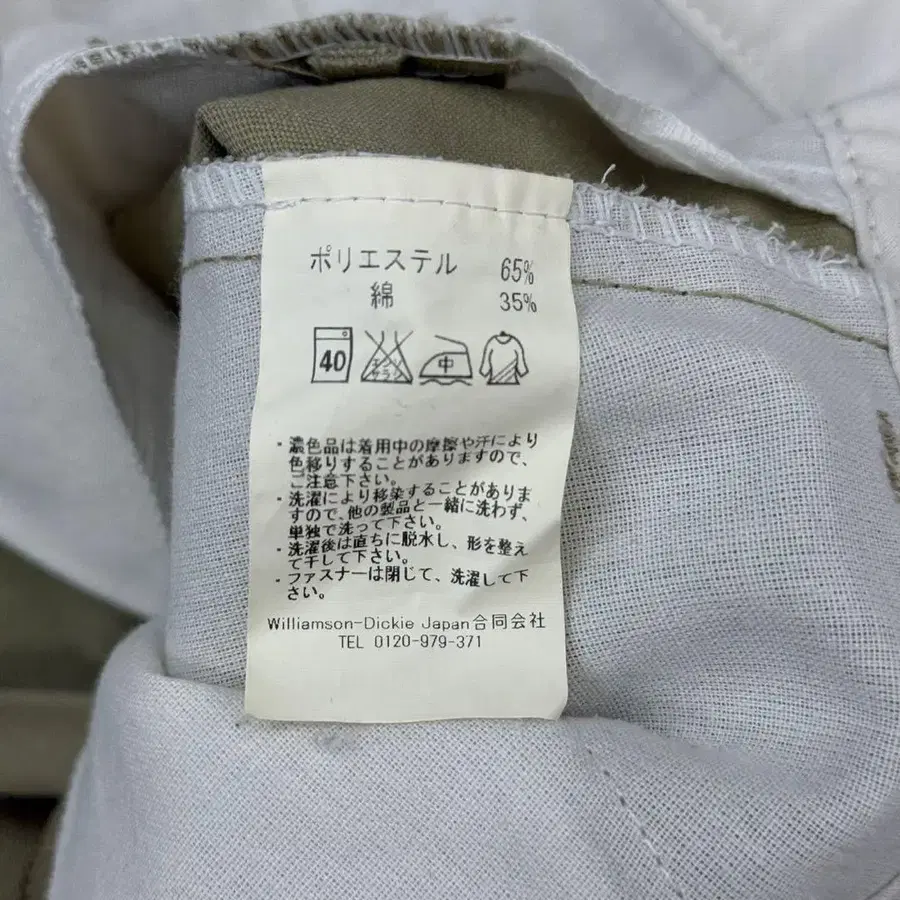 ポリエステル 65%
綿 35%
40 エンソ サラシ 中
・濃色品は着用中の摩擦や汗により
色移りすることがありますので、
ご注意下さい。
・洗濯により移染することがありま
すので、他の製品と一緒に洗わず、
単独で洗って下さい。
・洗濯後は直ちに脱水し、形を整え
て干して下さい。
・ファスナーは閉じて、洗濯して下
さい。
Williamson-Dickie Japan合同会社
TEL 0120-979-371